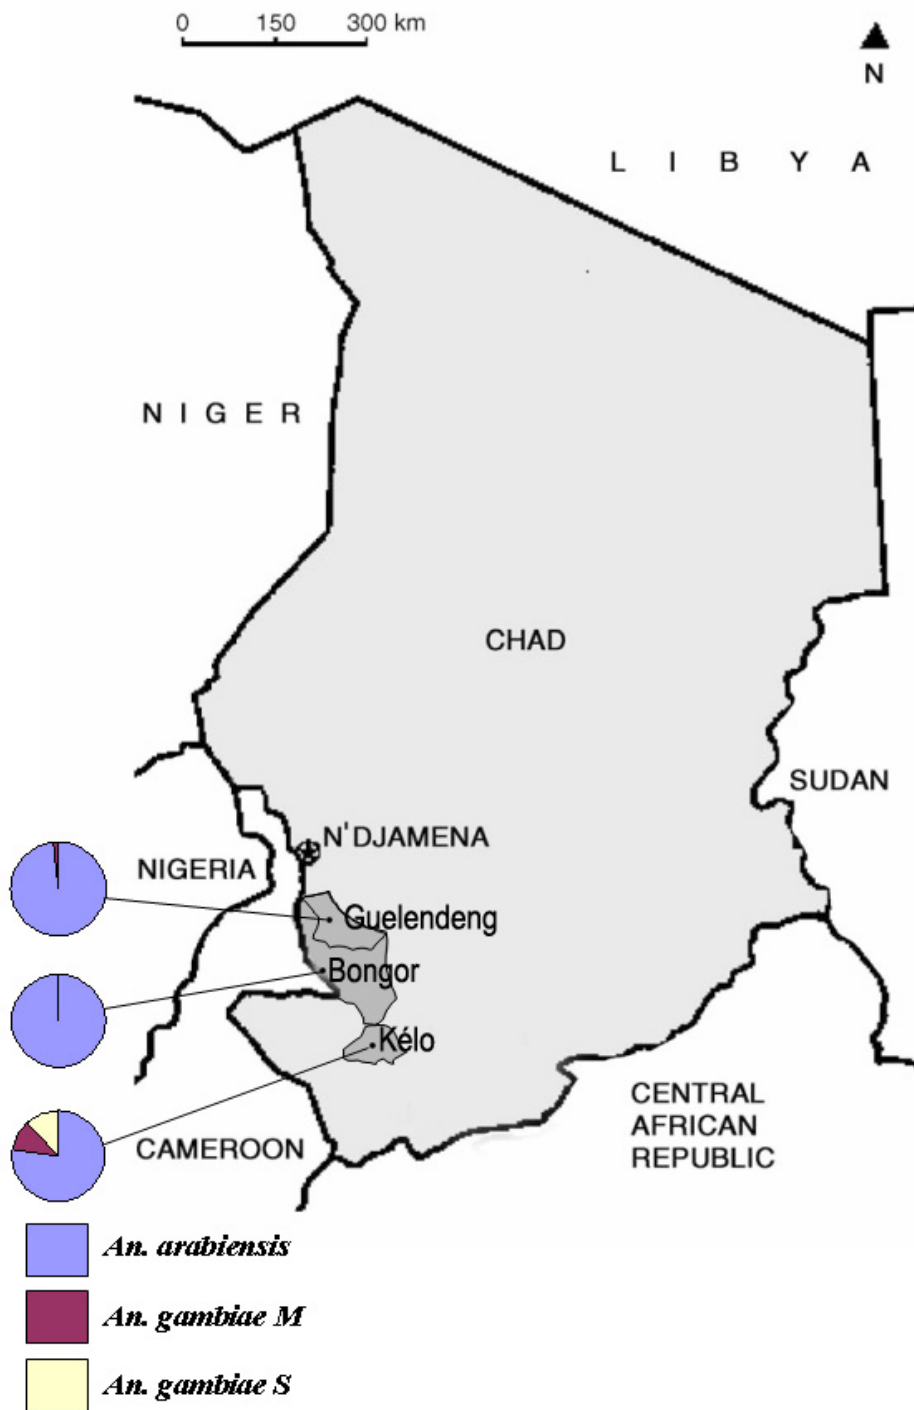 0 150 300 km
N
L I B Y A
N I G E R
CHAD
SUDAN
N'DJAMENA
NIGERIA
Guelendeng
Bongor
Kélo
CENTRAL
AFRICAN
REPUBLIC
CAMEROON
An. arabiensis
An. gambiae M
An. gambiae S